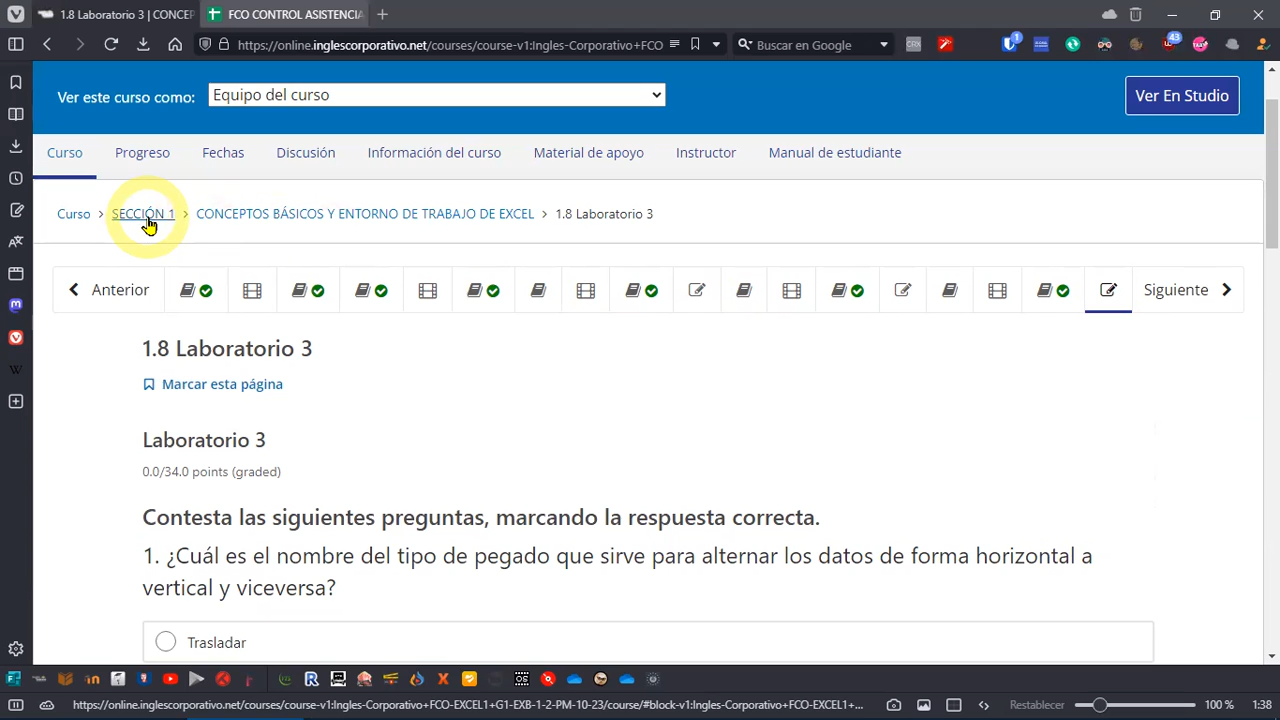 1.8 Laboratorio 3 | CONCEP
FCO CONTROL ASISTENCIA
https://online.inglescorporativo.net/courses/course-v1:Ingles-Corporativo+FCO
Buscar en Google
CRX
1
43
Ver este curso como:
Equipo del curso
Ver En Studio
Curso
Progreso
Fechas
Discusión
Información del curso
Material de apoyo
Instructor
Manual de estudiante
Curso > SECCIÓN 1 > CONCEPTOS BÁSICOS Y ENTORNO DE TRABAJO DE EXCEL > 1.8 Laboratorio 3
Anterior
Siguiente
1.8 Laboratorio 3
Marcar esta página
Laboratorio 3
0.0/34.0 points (graded)
Contesta las siguientes preguntas, marcando la respuesta correcta.
1. ¿Cuál es el nombre del tipo de pegado que sirve para alternar los datos de forma horizontal a
vertical y viceversa?
Trasladar
https://online.inglescorporativo.net/courses/course-v1:Ingles-Corporativo+FCO-EXCEL1+G1-EXB-1-2-PM-10-23/course/#block-v1:Ingles-Corporativo+FCO-EXCEL1+...
Restablecer
100 %
1:38